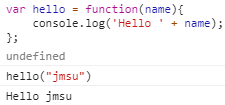 var hello = function(name){
    console.log('Hello ' + name);
};
undefined
hello("jmsu")
Hello jmsu